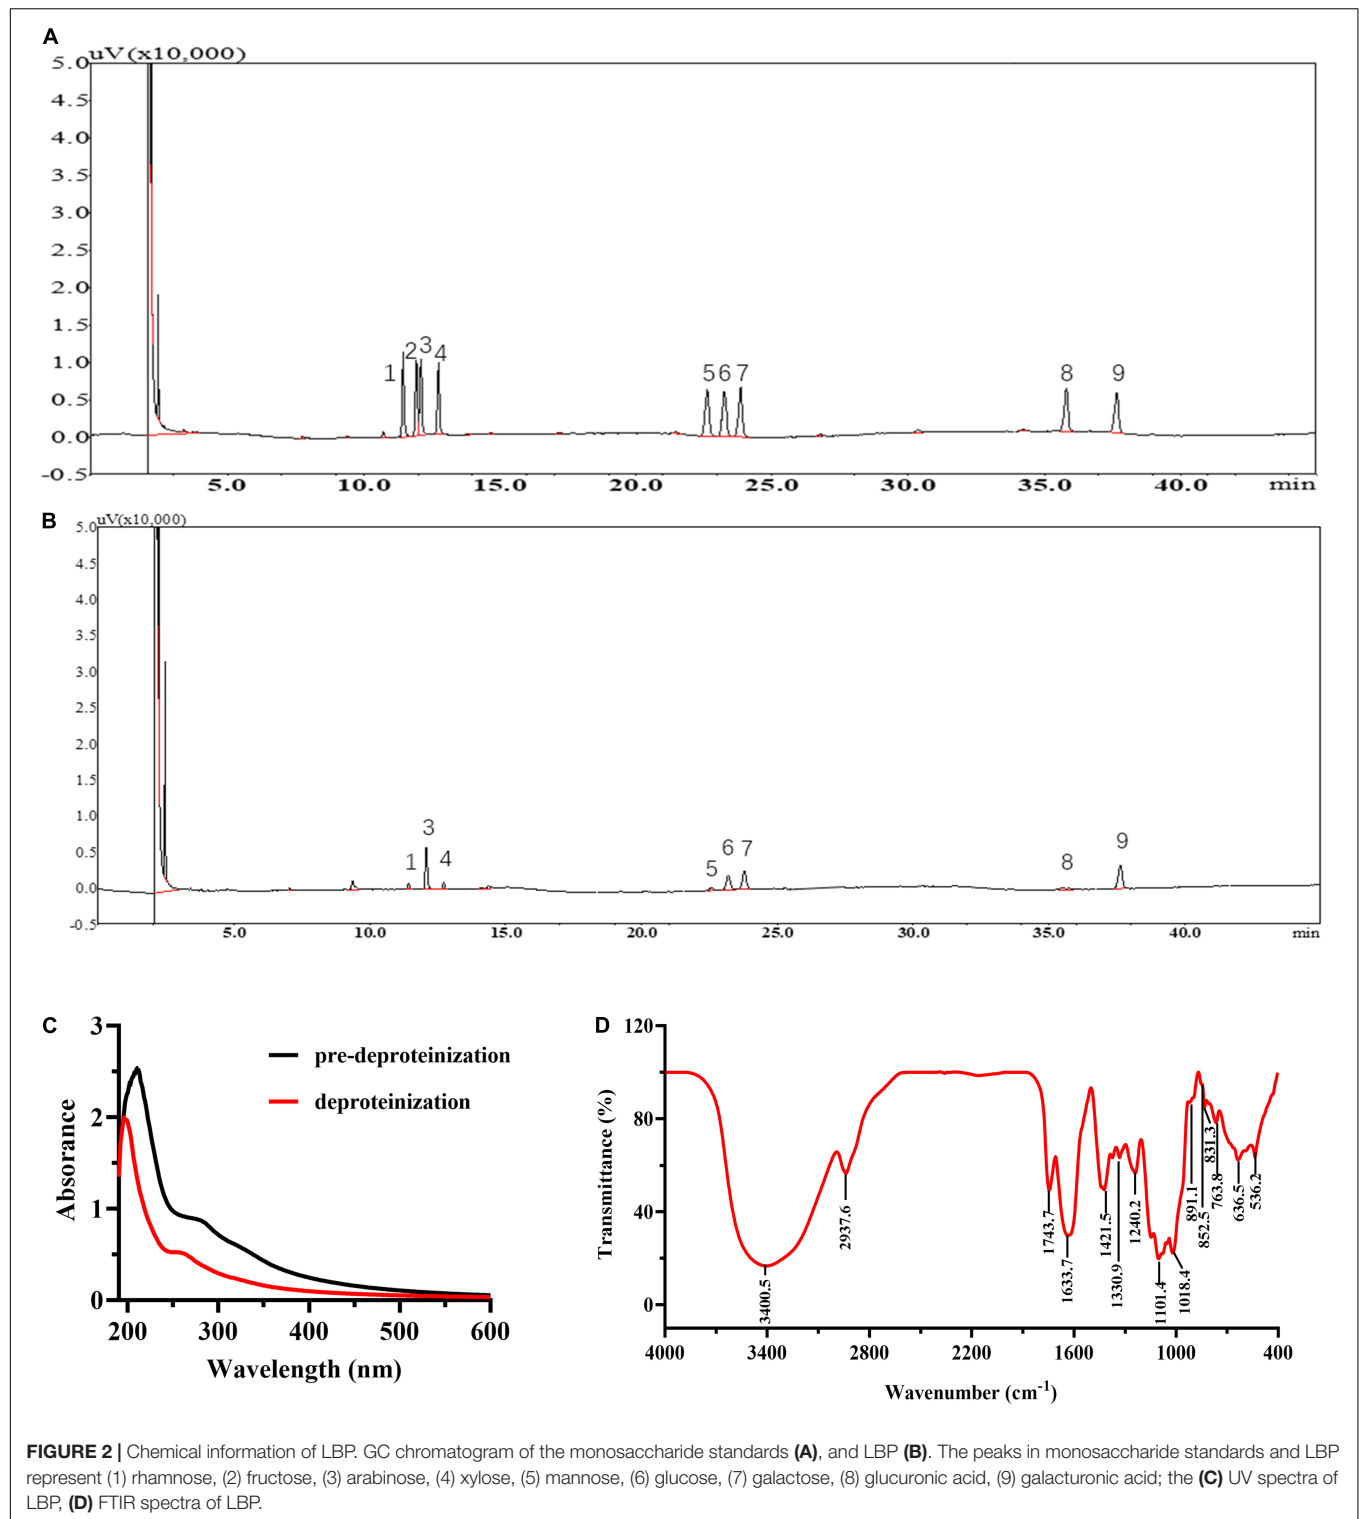 A
uV(x10,000)
5.0
4.5
4.0
3.5
3.0
2.5
2.0
1.5
1.0
0.5
0.0
-0.5
1 2 3 4 5 6 7 8 9
5.0 10.0 15.0 20.0 25.0 30.0 35.0 40.0 min
B
uV(x10,000)
5.0
4.5
4.0
3.5
3.0
2.5
2.0
1.5
1.0
0.5
0.0
-0.5
1 3 4 5 6 7 8 9
5.0 10.0 15.0 20.0 25.0 30.0 35.0 40.0 min
C
3
2
1
0
Absorance
pre-deproteinization
deproteinization
200 300 400 500 600
Wavelength (nm)
D
120
80
40
0
Transmittance (%)
3400.5
2937.6
1743.7
1633.7
1421.5
1330.9
1240.2
1101.4
1018.4
891.1
852.5
831.3
763.8
636.5
536.2
4000 3400 2800 2200 1600 1000 400
Wavenumber (cm-1)
FIGURE 2 | Chemical information of LBP. GC chromatogram of the monosaccharide standards (A), and LBP (B). The peaks in monosaccharide standards and LBP
represent (1) rhamnose, (2) fructose, (3) arabinose, (4) xylose, (5) mannose, (6) glucose, (7) galactose, (8) glucuronic acid, (9) galacturonic acid; the (C) UV spectra of
LBP, (D) FTIR spectra of LBP.